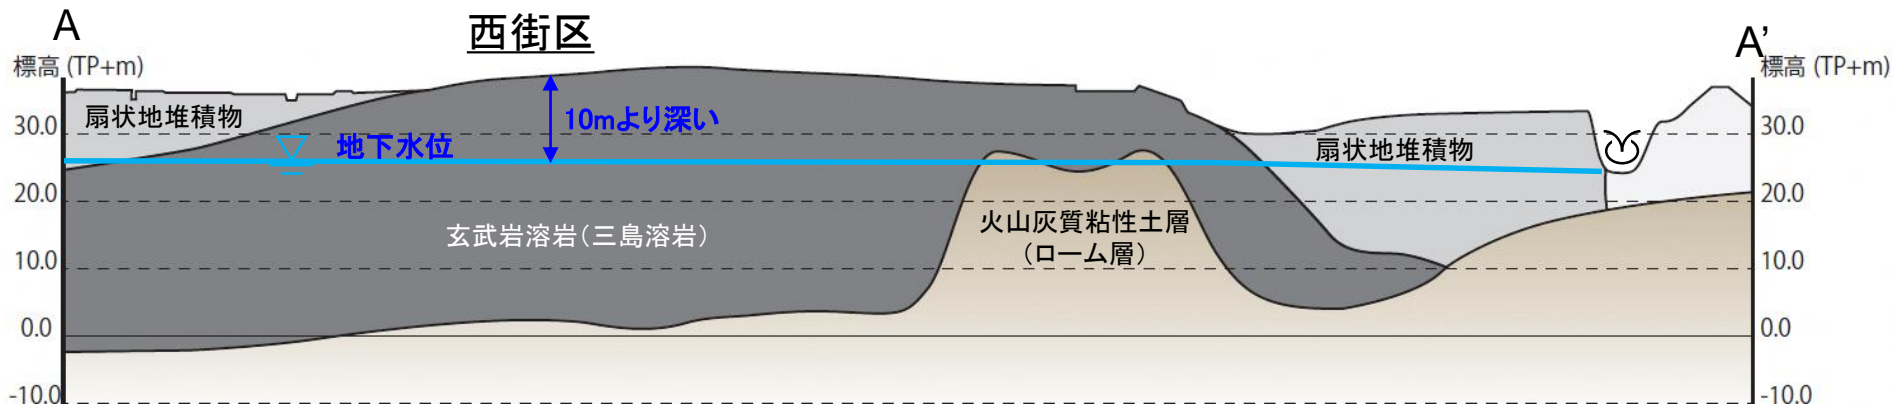 A
西街区
A’
標高 (TP+m)
標高 (TP+m)
扇状地堆積物
10mより深い
30.0
30.0
地下水位
扇状地堆積物
20.0
20.0
火山灰質粘性土層
（ローム層）
玄武岩溶岩（三島溶岩）
10.0
10.0
0.0
0.0
-10.0
-10.0